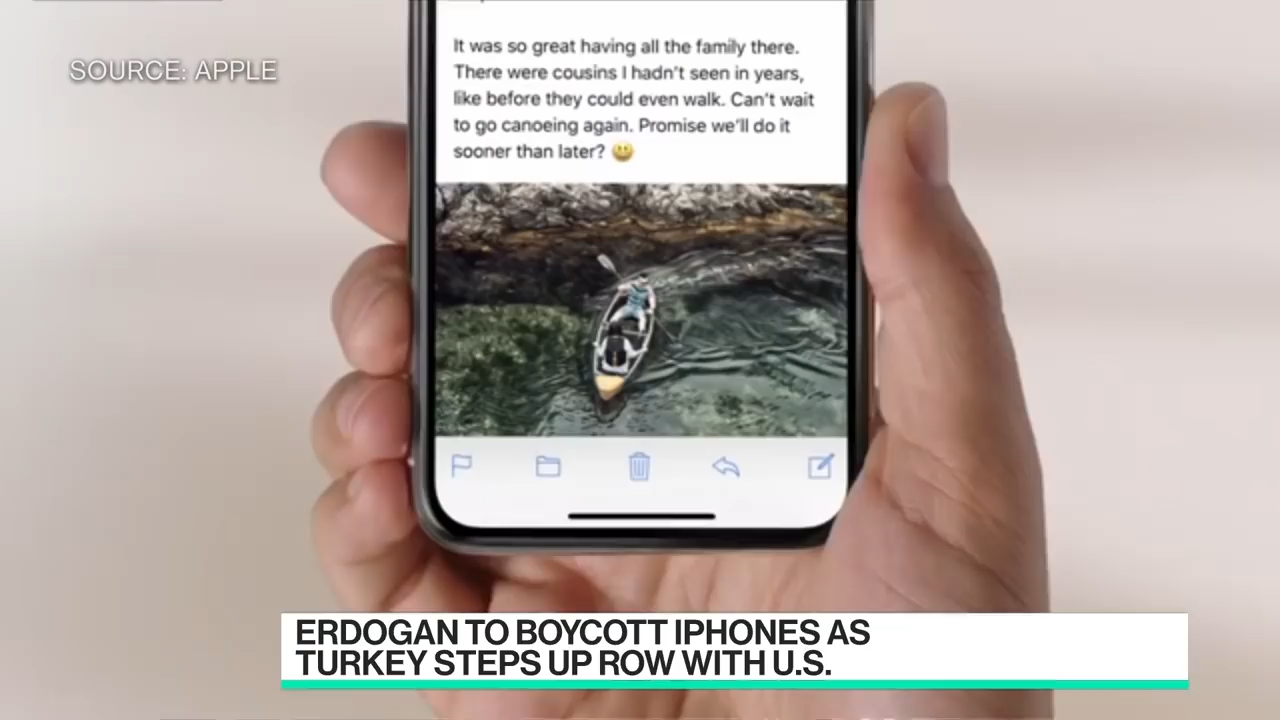 SOURCE: APPLE
It was so great having all the family there.
There were cousins I hadn't seen in years,
like before they could even walk. Can't wait
to go canoeing again. Promise we'll do it
sooner than later? 😃
ERDOGAN TO BOYCOTT IPHONES AS
TURKEY STEPS UP ROW WITH U.S.